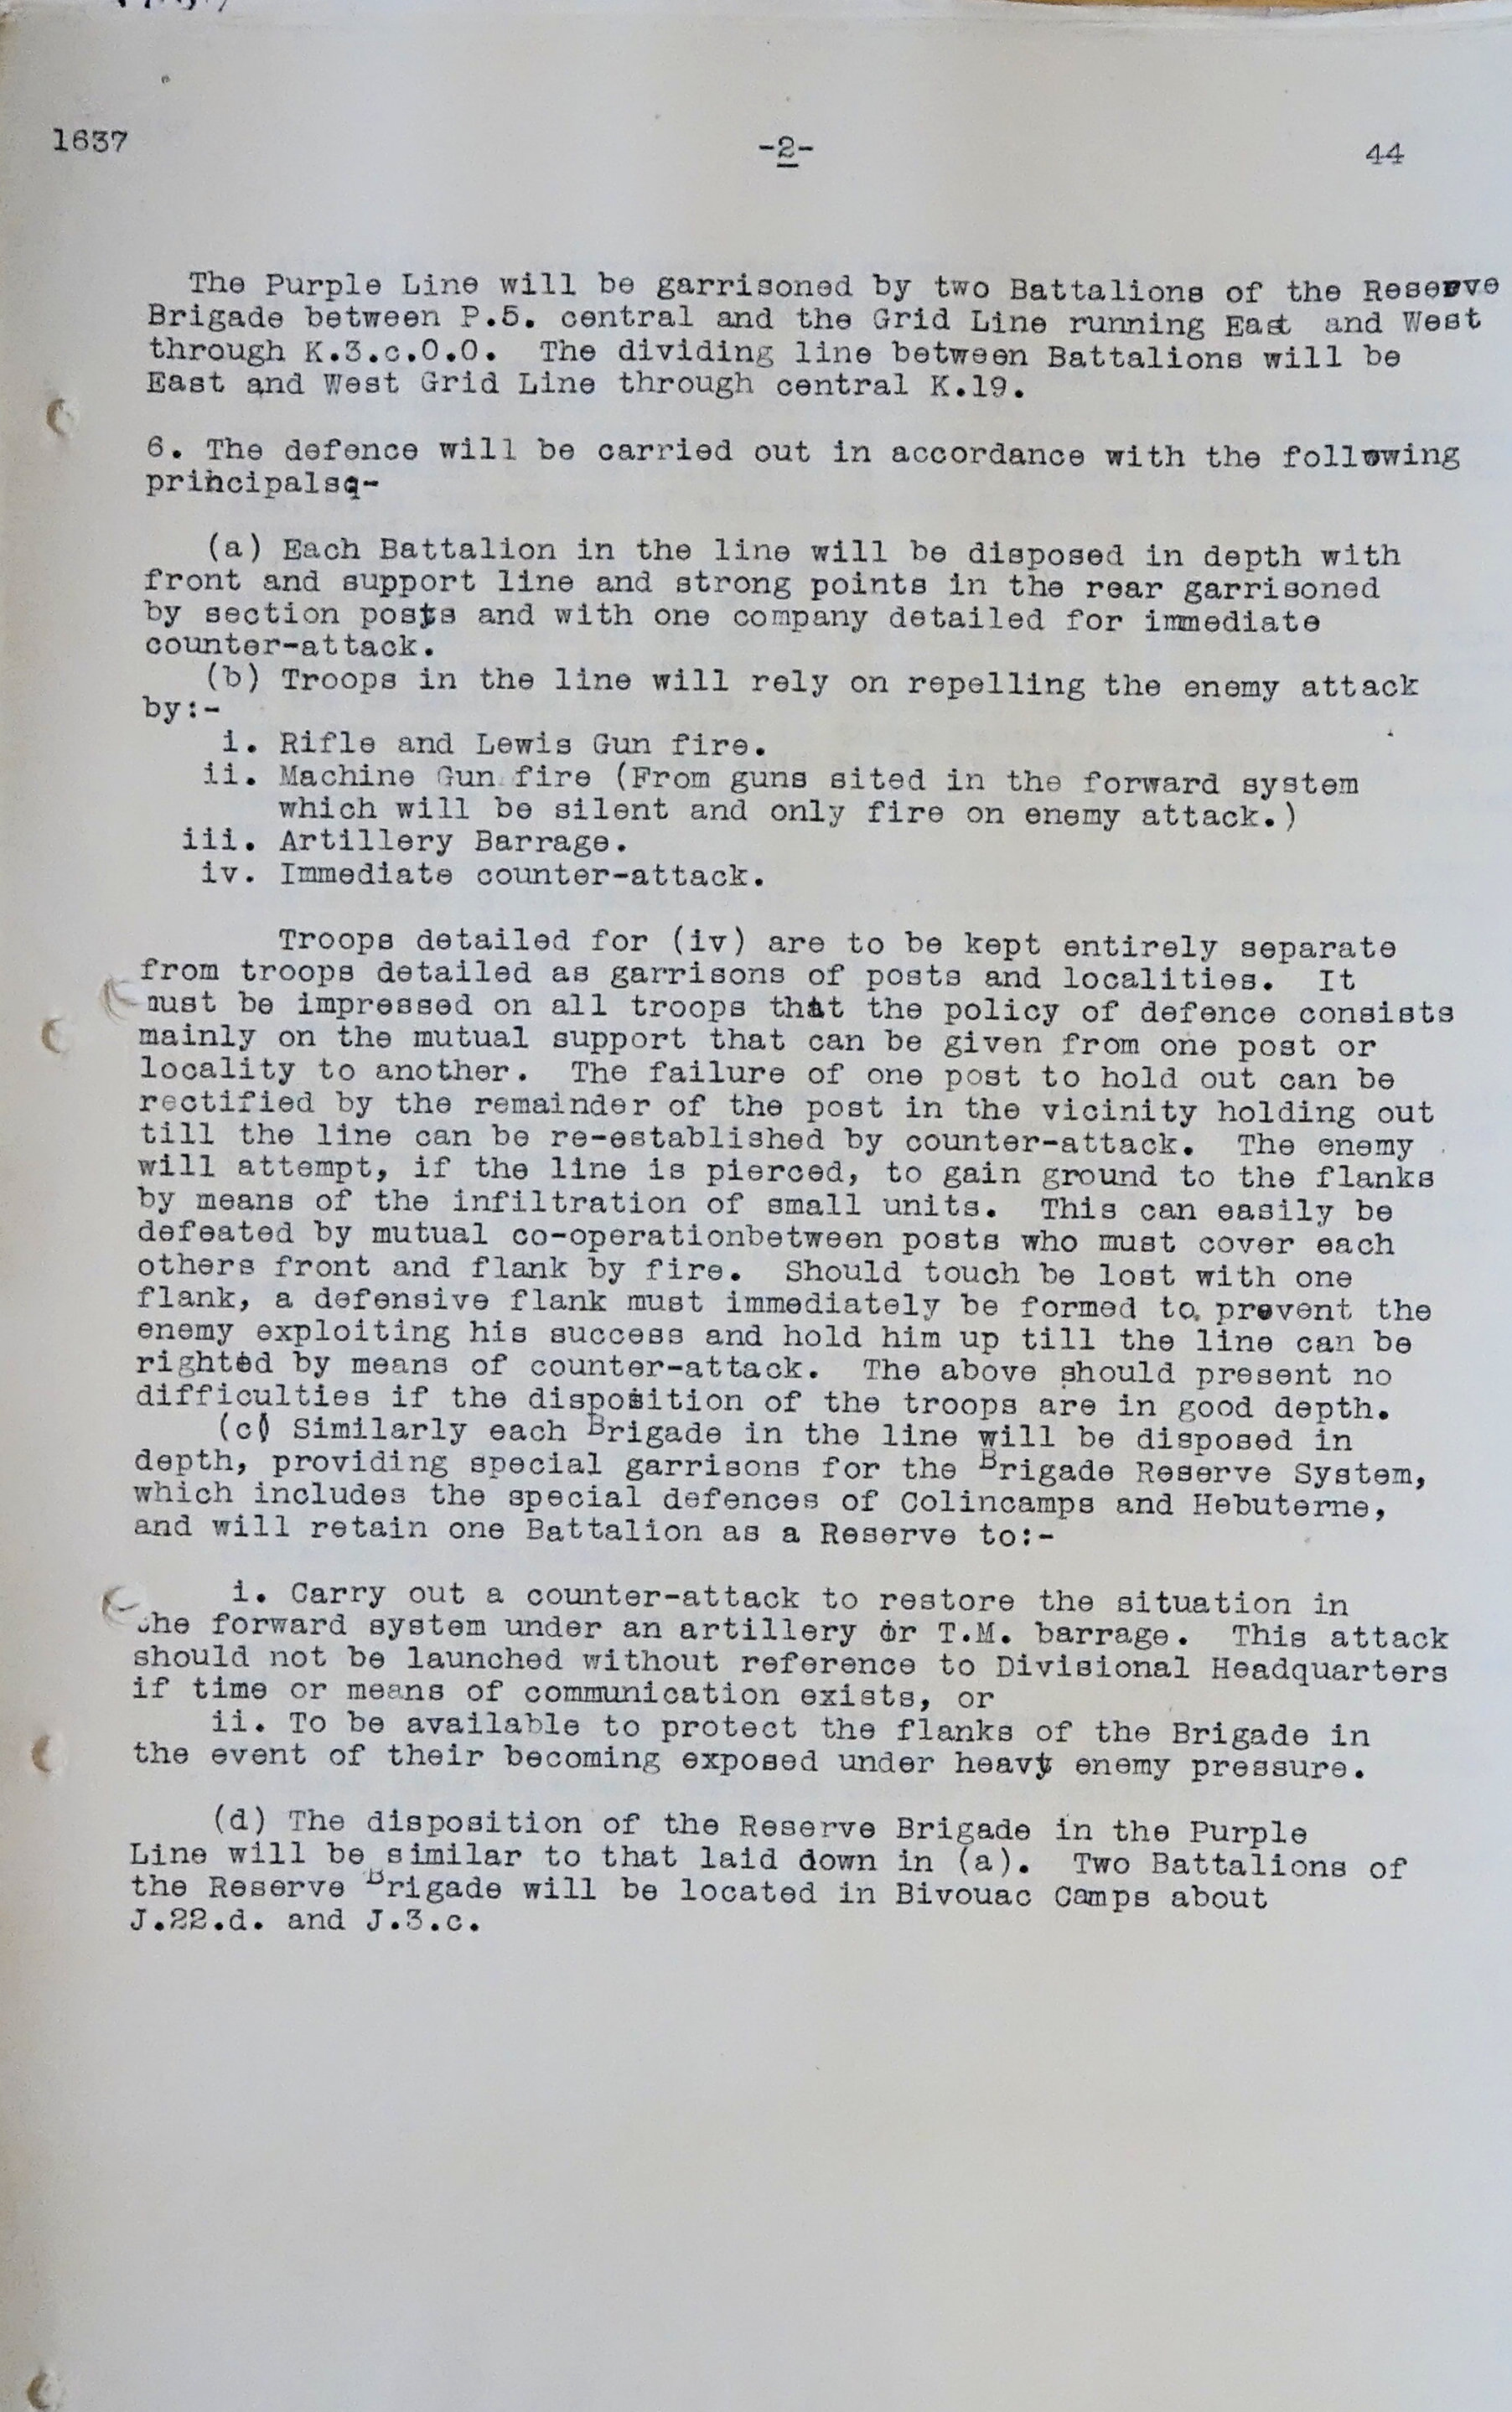 1637
-2-
44
The Purple Line will be garrisoned by two Battalions of the Reserve
Brigade between P.5. central and the Grid Line running East and West
through K.3.c.0.0. The dividing line between Battalions will be
East and West Grid Line through central K.19.
6. The defence will be carried out in accordance with the following
principalsq-
(a) Each Battalion in the line will be disposed in depth with
front and support line and strong points in the rear garrisoned
by section posts and with one company detailed for immediate
counter-attack.
(b) Troops in the line will rely on repelling the enemy attack
by:-
i. Rifle and Lewis Gun fire.
ii. Machine Gun fire (From guns sited in the forward system
which will be silent and only fire on enemy attack.)
iii. Artillery Barrage.
iv. Immediate counter-attack.
Troops detailed for (iv) are to be kept entirely separate
from troops detailed as garrisons of posts and localities. It
must be impressed on all troops that the policy of defence consists
mainly on the mutual support that can be given from one post or
locality to another. The failure of one post to hold out can be
rectified by the remainder of the post in the vicinity holding out
till the line can be re-established by counter-attack. The enemy
will attempt, if the line is pierced, to gain ground to the flanks
by means of the infiltration of small units. This can easily be
defeated by mutual co-operationbetween posts who must cover each
others front and flank by fire. Should touch be lost with one
flank, a defensive flank must immediately be formed to. prevent the
enemy exploiting his success and hold him up till the line can be
righted by means of counter-attack. The above should present no
difficulties if the disposition of the troops are in good depth.
(c) Similarly each Brigade in the line will be disposed in
depth, providing special garrisons for the Brigade Reserve System,
which includes the special defences of Colincamps and Hebuterne,
and will retain one Battalion as a Reserve to:-
i. Carry out a counter-attack to restore the situation in
the forward system under an artillery or T.M. barrage. This attack
should not be launched without reference to Divisional Headquarters
if time or means of communication exists, or
ii. To be available to protect the flanks of the Brigade in
the event of their becoming exposed under heavy enemy pressure.
(d) The disposition of the Reserve Brigade in the Purple
Line will be similar to that laid down in (a). Two Battalions of
the Reserve Brigade will be located in Bivouac Camps about
J.22.d. and J.3.c.